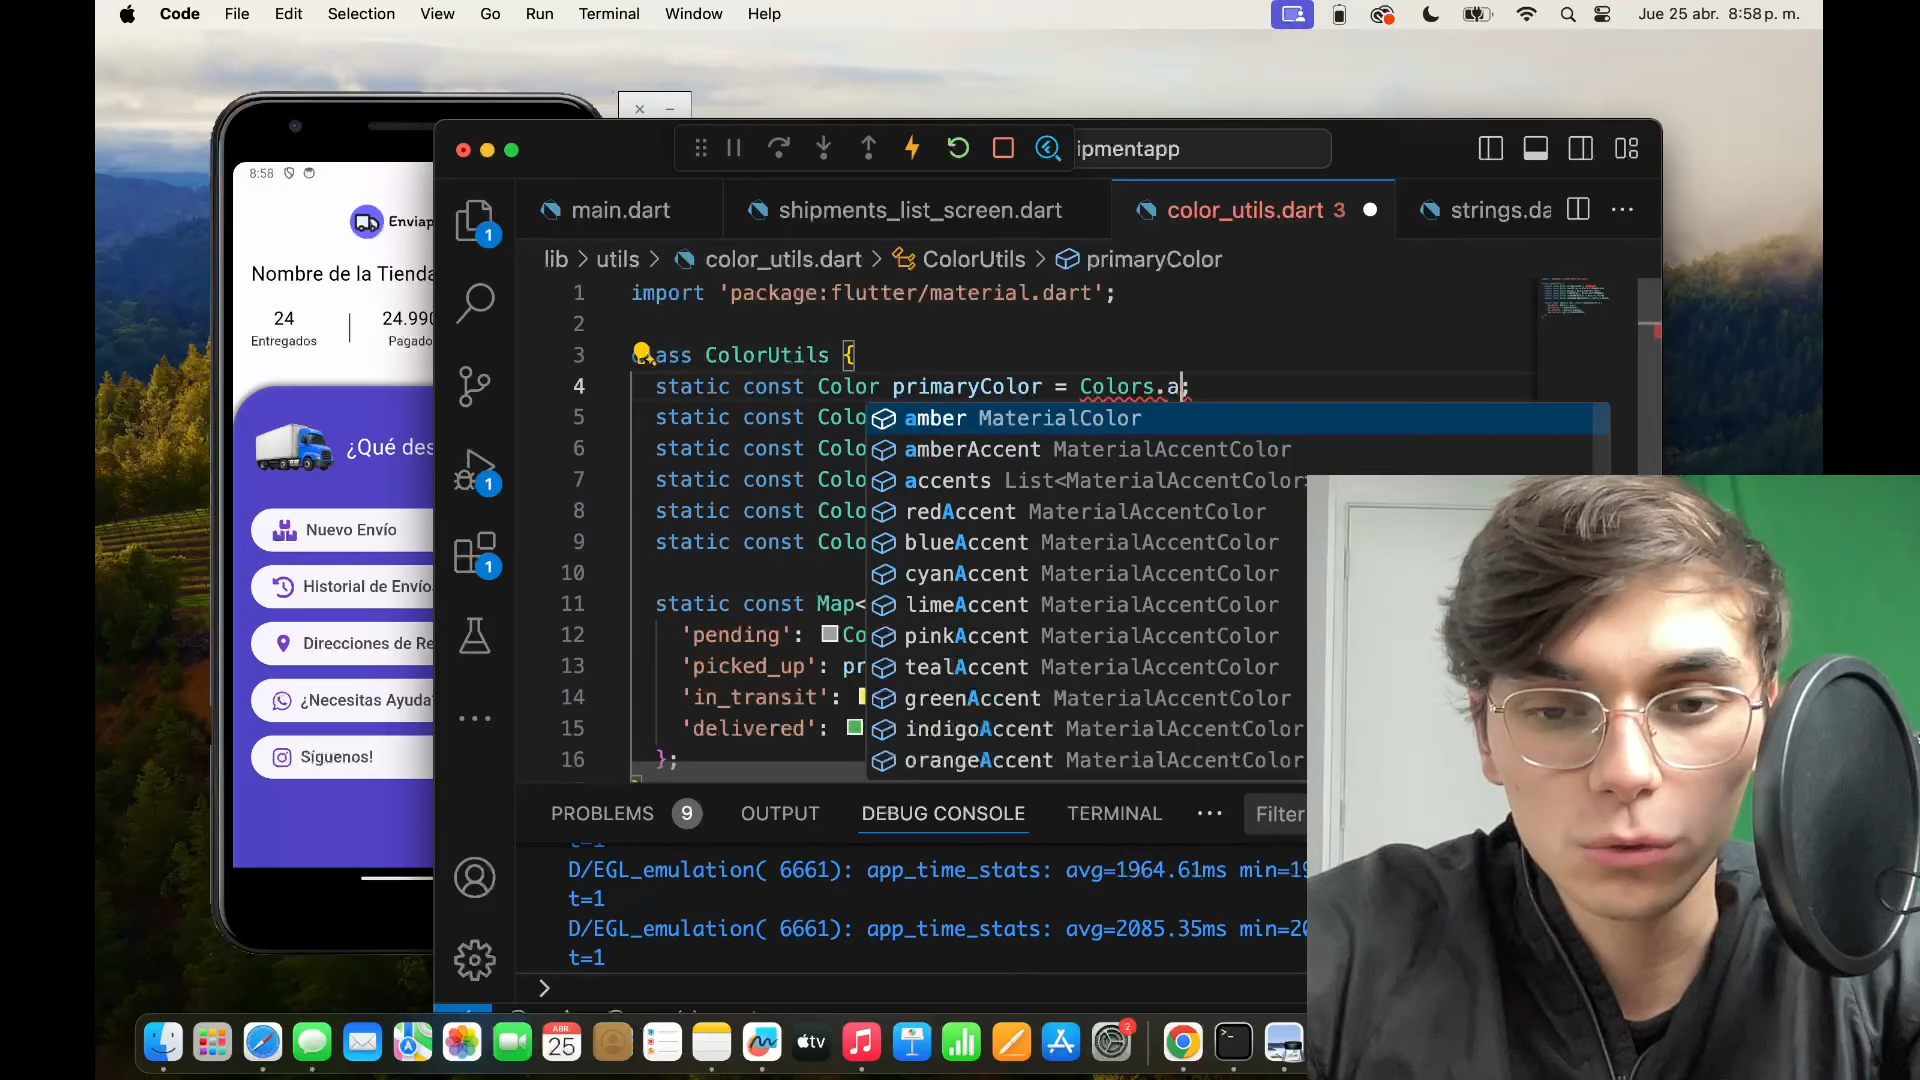 Code File Edit Selection View Go Run Terminal Window Help
Jue 25 abr. 8:58 p. m.
8:58
Enviap
Nombre de la Tienda
24
24.990
Entregados
Pagado
¿Qué des
Nuevo Envío
Historial de Envío
Direcciones de Re
¿Necesitas Ayuda?
Síguenos!
ipmentapp
main.dart
shipments_list_screen.dart
color_utils.dart 3
strings.da
lib > utils > color_utils.dart > ColorUtils > primaryColor
1 import 'package:flutter/material.dart';
2
3 class ColorUtils {
4 static const Color primaryColor = Colors.a;
5 static const Colo
6 static const Colo
7 static const Colo
8 static const Colo
9 static const Colo
10
11 static const Map<
12 'pending': Co
13 'picked_up': pr
14 'in_transit':
15 'delivered':
16 };
amber MaterialColor
amberAccent MaterialAccentColor
accents List<MaterialAccentColor>
redAccent MaterialAccentColor
blueAccent MaterialAccentColor
cyanAccent MaterialAccentColor
limeAccent MaterialAccentColor
pinkAccent MaterialAccentColor
tealAccent MaterialAccentColor
greenAccent MaterialAccentColor
indigoAccent MaterialAccentColor
orangeAccent MaterialAccentColor
1
1
1
PROBLEMS 9 OUTPUT DEBUG CONSOLE TERMINAL ··· Filter
t=1
D/EGL_emulation( 6661): app_time_stats: avg=1964.61ms min=19
t=1
D/EGL_emulation( 6661): app_time_stats: avg=2085.35ms min=20
t=1
>
ABR.
25
tv
2